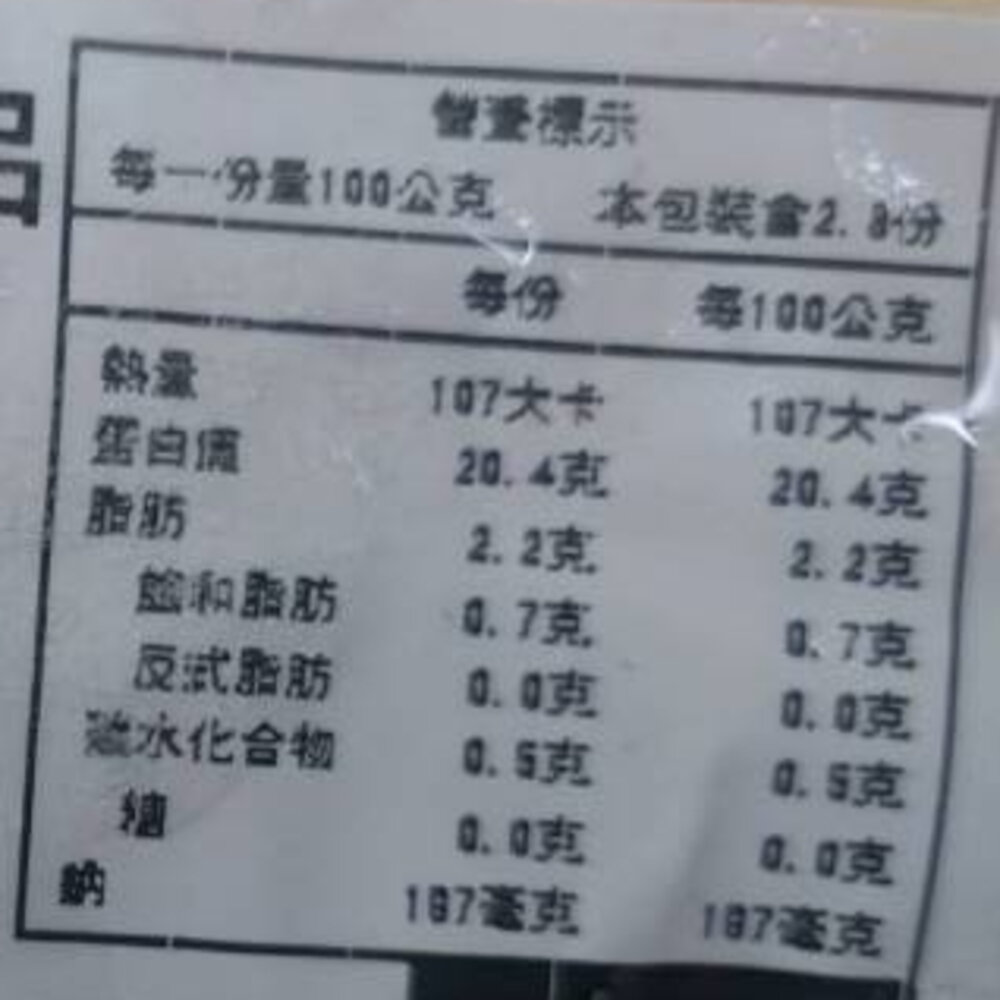 品
營養標示
每一份量100公克 本包裝含2.8份
每份 每100公克
熱量 107大卡 107大卡
蛋白質 20.4克 20.4克
脂肪 2.2克 2.2克
飽和脂肪 0.7克 0.7克
反式脂肪 0.0克 0.0克
碳水化合物 0.5克 0.5克
糖 0.0克 0.0克
鈉 187毫克 187毫克